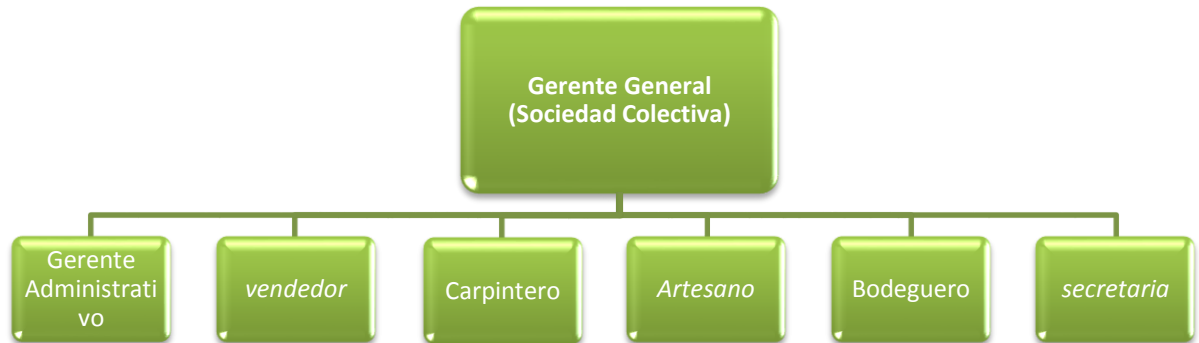 Gerente General
(Sociedad Colectiva)
Gerente
Administrati
vo
vendedor
Carpintero
Artesano
Bodeguero
secretaria